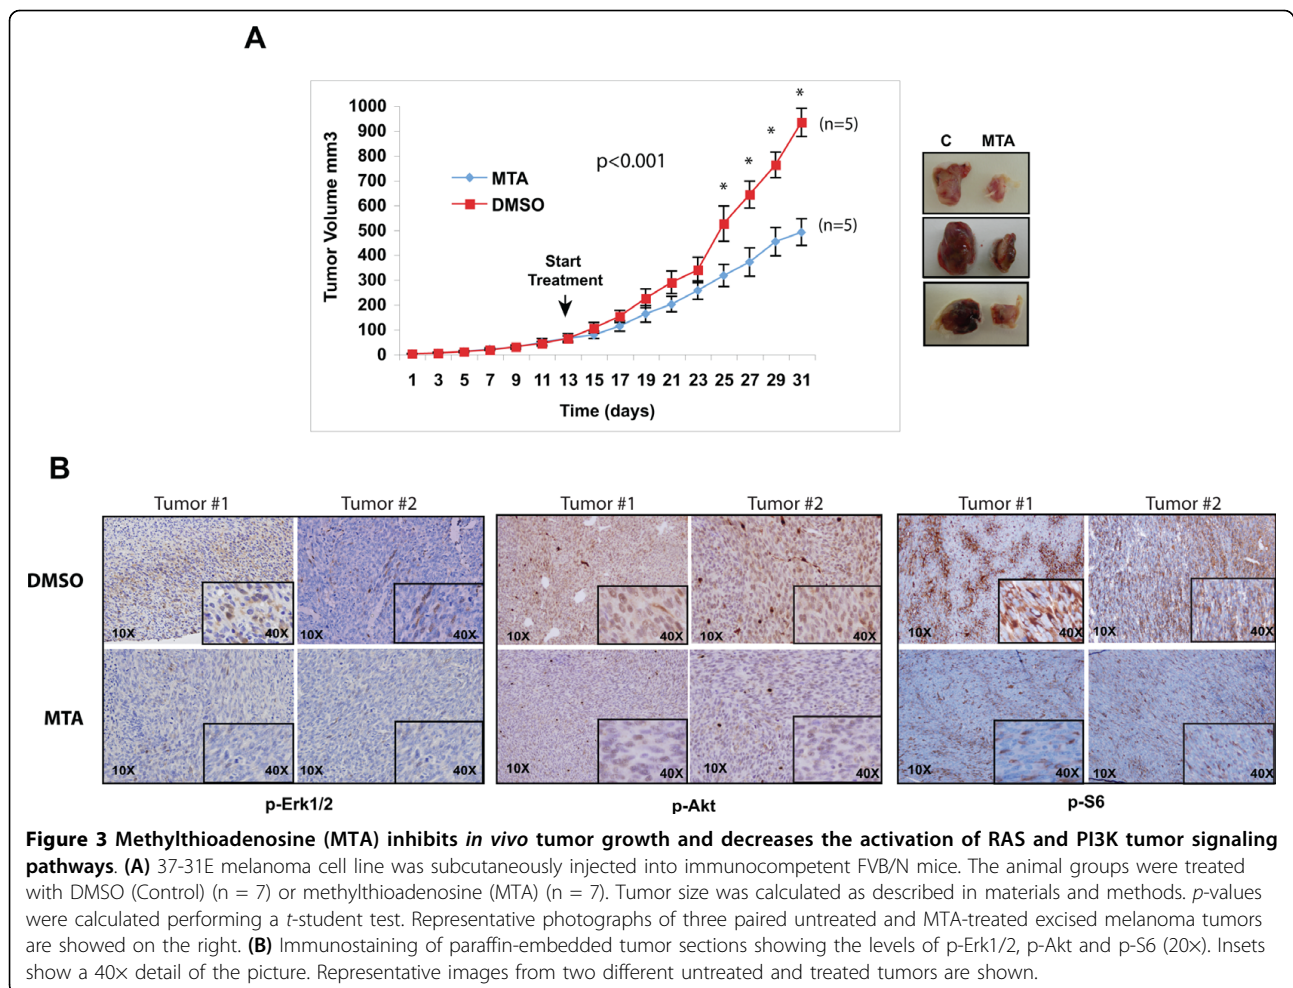 A
1000
900
800
700
600
500
400
300
200
100
0
Tumor Volume mm3
MTA
DMSO
p<0.001
Start
Treatment
*
*
*
*
(n=5)
(n=5)
1 3 5 7 9 11 13 15 17 19 21 23 25 27 29 31
Time (days)
C MTA
B
Tumor #1 Tumor #2 Tumor #1 Tumor #2 Tumor #1 Tumor #2
DMSO
10X 40X 10X 40X 10X 40X 10X 40X 10X 40X 10X 40X
MTA
10X 40X 10X 40X 10X 40X 10X 40X 10X 40X 10X 40X
p-Erk1/2 p-Akt p-S6
Figure 3 Methylthioadenosine (MTA) inhibits in vivo tumor growth and decreases the activation of RAS and PI3K tumor signaling
pathways. (A) 37-31E melanoma cell line was subcutaneously injected into immunocompetent FVB/N mice. The animal groups were treated
with DMSO (Control) (n = 7) or methylthioadenosine (MTA) (n = 7). Tumor size was calculated as described in materials and methods. p-values
were calculated performing a t-student test. Representative photographs of three paired untreated and MTA-treated excised melanoma tumors
are showed on the right. (B) Immunostaining of paraffin-embedded tumor sections showing the levels of p-Erk1/2, p-Akt and p-S6 (20×). Insets
show a 40× detail of the picture. Representative images from two different untreated and treated tumors are shown.